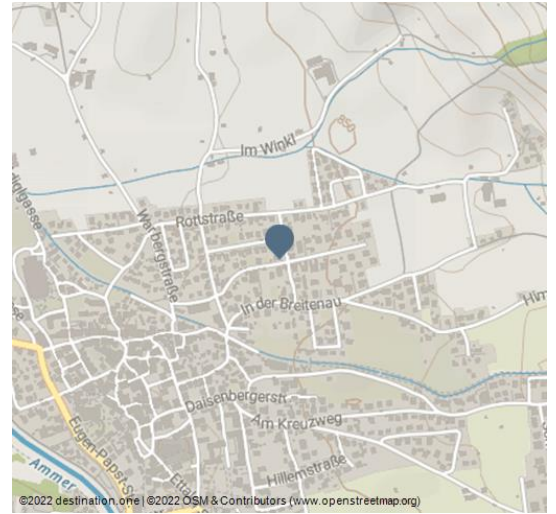 Im Winkl
850
Rottstraße
Warbergstraße
In der Breitenau
Daisenbergerstr
Am Kreuzweg
Eugen-Papst-S
Hillernstraße
Ammer
©2022 destination.one | ©2022 OSM & Contributors (www.openstreetmap.org)